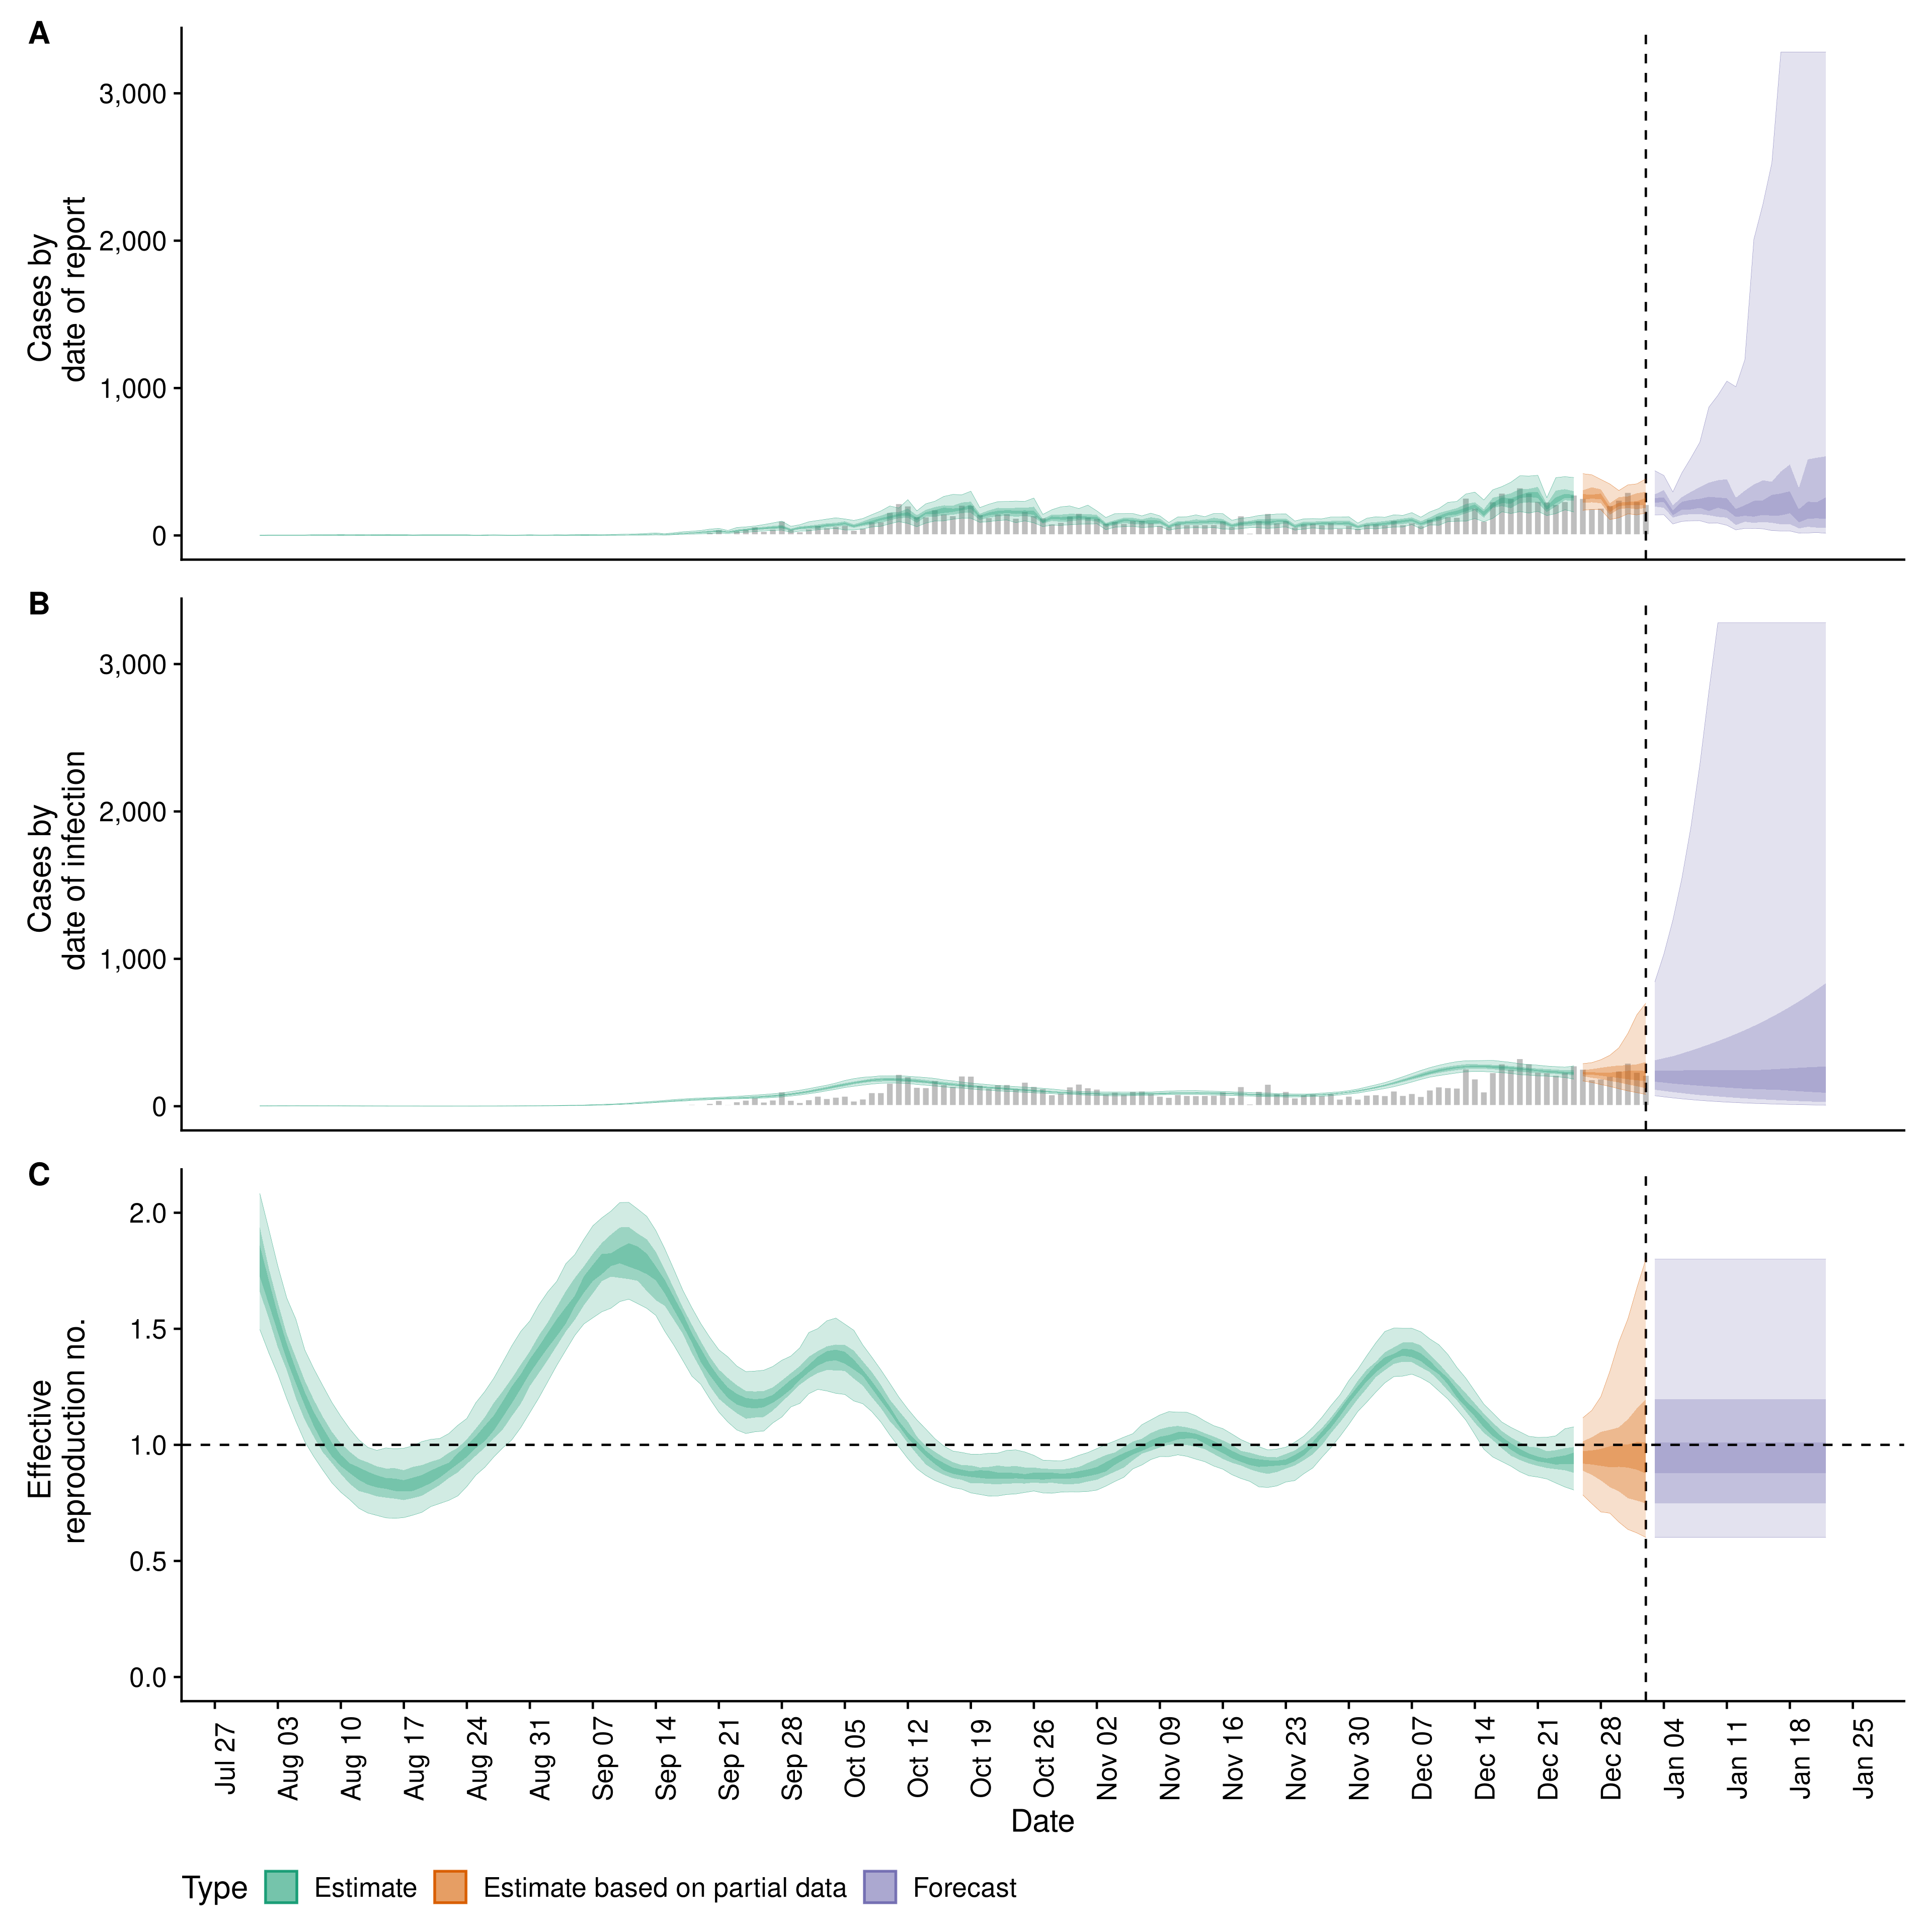 A
Cases by
date of report
3,000
2,000
1,000
0
B
Cases by
date of infection
3,000
2,000
1,000
0
C
Effective
reproduction no.
2.0
1.5
1.0
0.5
0.0
Jul 27
Aug 03
Aug 10
Aug 17
Aug 24
Aug 31
Sep 07
Sep 14
Sep 21
Sep 28
Oct 05
Oct 12
Oct 19
Oct 26
Nov 02
Nov 09
Nov 16
Nov 23
Nov 30
Dec 07
Dec 14
Dec 21
Dec 28
Jan 04
Jan 11
Jan 18
Jan 25
Date
Type Estimate Estimate based on partial data Forecast